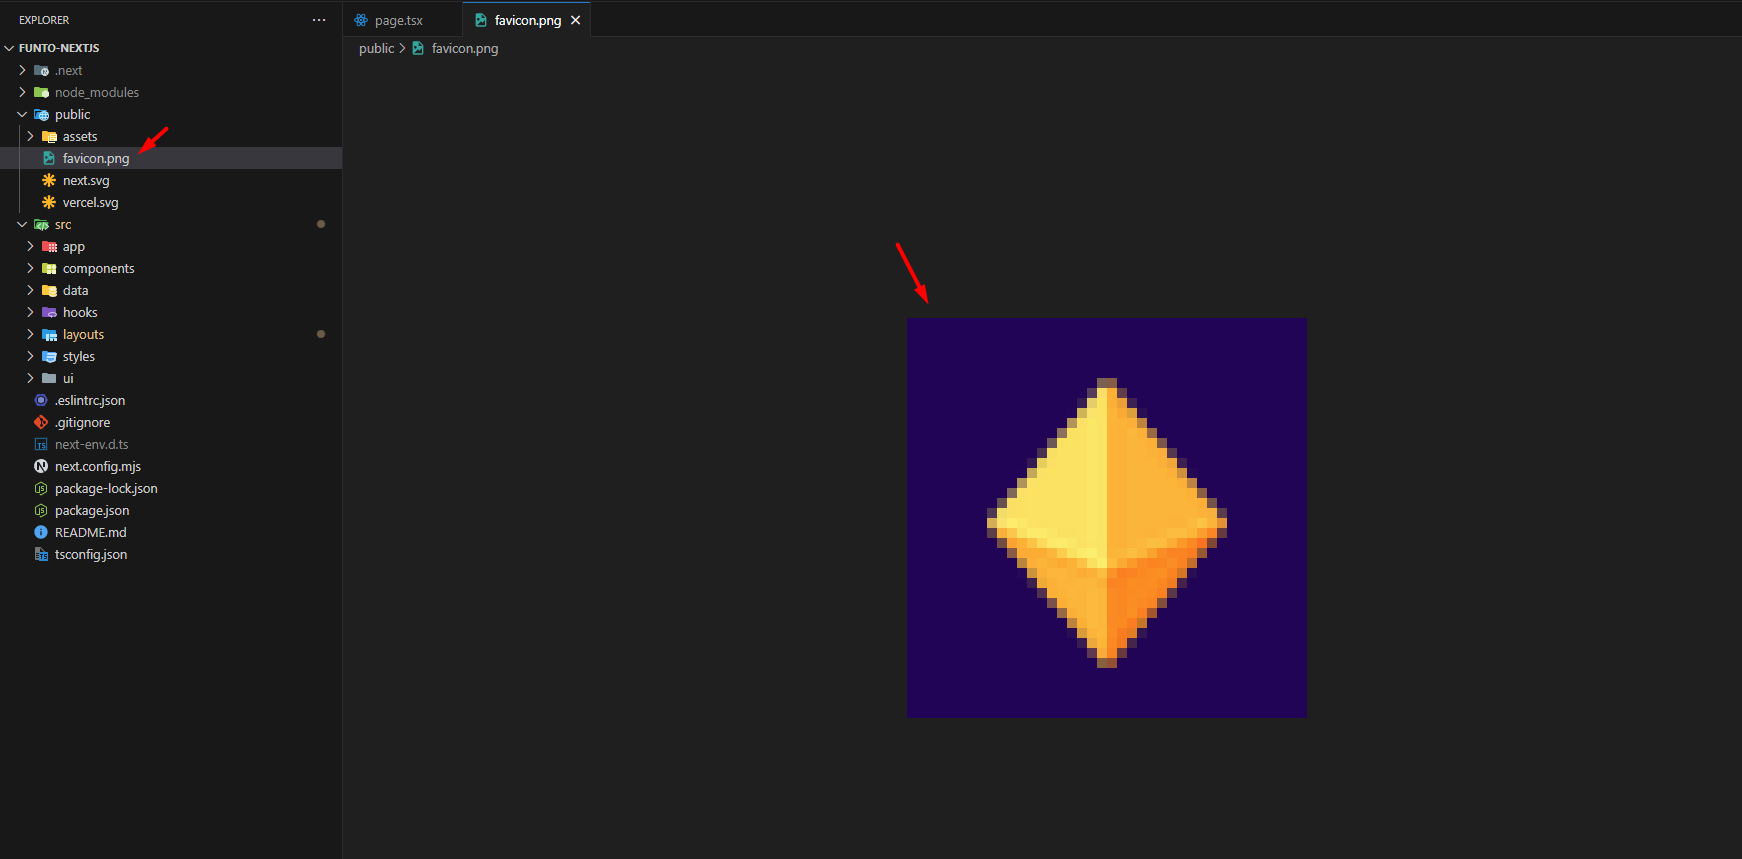 EXPLORER
···
FUNTO-NEXTJS
.next
node_modules
public
assets
favicon.png
next.svg
vercel.svg
src
app
components
data
hooks
layouts
styles
ui
.eslintrc.json
.gitignore
next-env.d.ts
next.config.mjs
package-lock.json
package.json
README.md
tsconfig.json
page.tsx
favicon.png
public > favicon.png